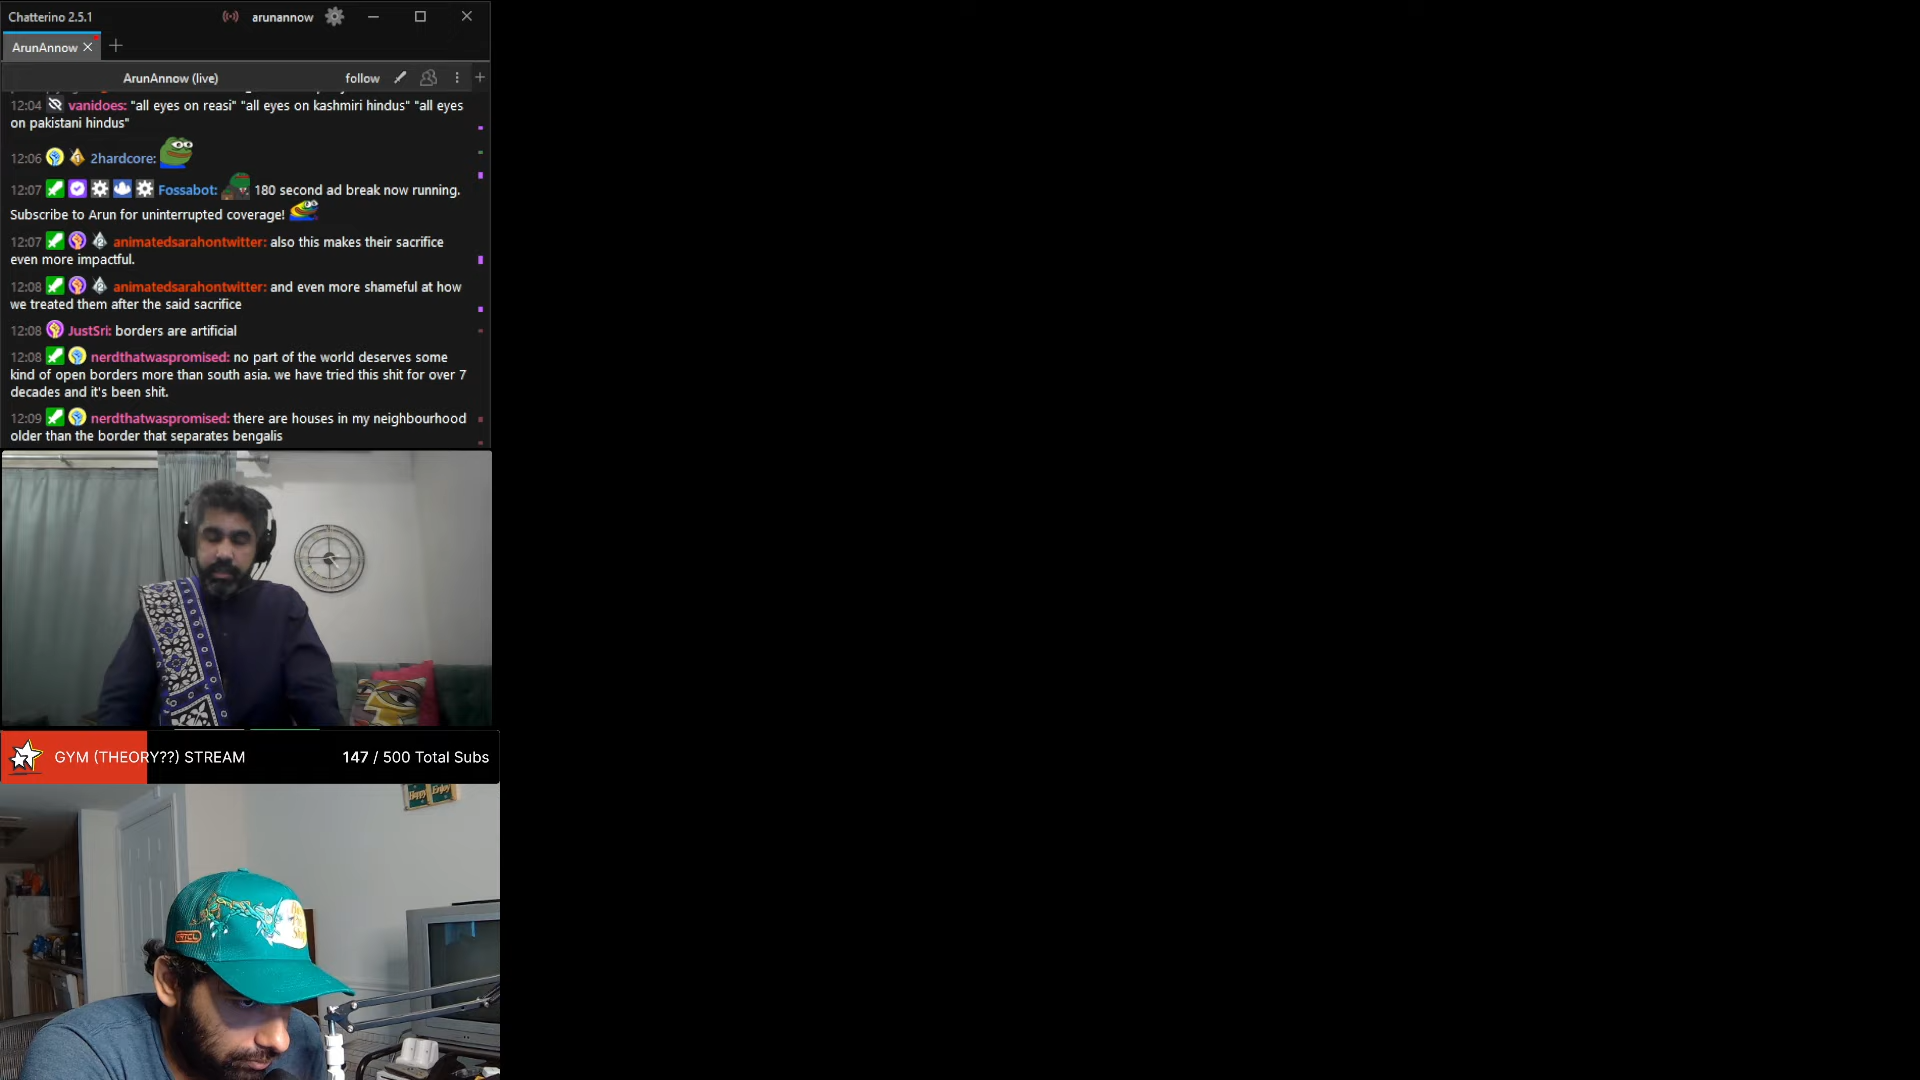 Chatterino 2.5.1
arunannow
ArunAnnow
ArunAnnow (live)
follow
12:04 vanidoes: "all eyes on reasi" "all eyes on kashmiri hindus" "all eyes
on pakistani hindus"
12:06 2hardcore:
12:07 Fossabot: 180 second ad break now running.
Subscribe to Arun for uninterrupted coverage!
12:07 animatedsarahontwitter: also this makes their sacrifice
even more impactful.
12:08 animatedsarahontwitter: and even more shameful at how
we treated them after the said sacrifice
12:08 JustSri: borders are artificial
12:08 nerdthatwaspromised: no part of the world deserves some
kind of open borders more than south asia. we have tried this shit for over 7
decades and it's been shit.
12:09 nerdthatwaspromised: there are houses in my neighbourhood
older than the border that separates bengalis
GYM (THEORY??) STREAM
147 / 500 Total Subs
Happy Enjoy